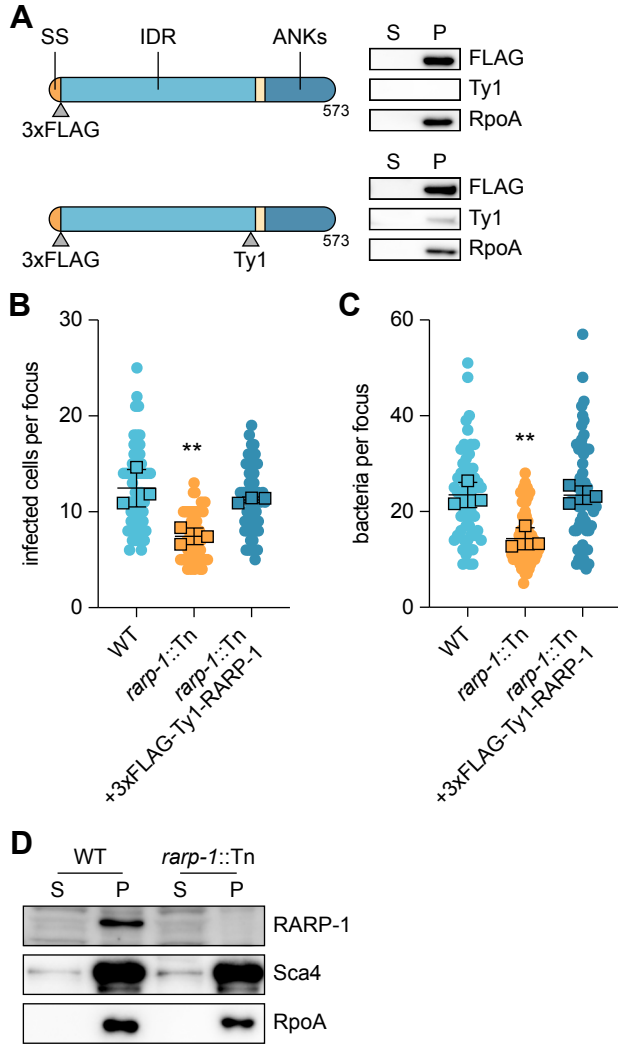 A
SS IDR ANKs
573
3xFLAG
S P
FLAG
Ty1
RpoA
573
3xFLAG Ty1
S P
FLAG
Ty1
RpoA
B
infected cells per focus
30
20
10
0
**
WT
rarp-1::Tn
rarp-1::Tn
+3xFLAG-Ty1-RARP-1
C
bacteria per focus
60
40
20
0
**
WT
rarp-1::Tn
rarp-1::Tn
+3xFLAG-Ty1-RARP-1
D
WT rarp-1::Tn
S P S P
RARP-1
Sca4
RpoA